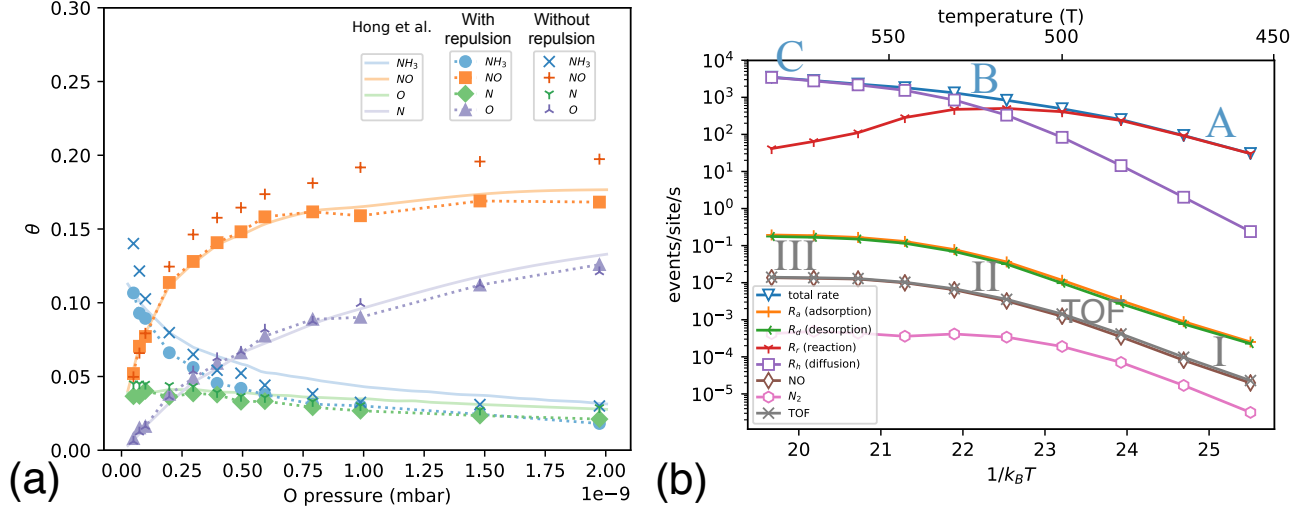 0.30
0.25
0.20
0.15
0.10
0.05
0.00
θ
Hong et al.
With
repulsion
Without
repulsion
NH3
NO
O
N
NH3
NO
N
O
NH3
NO
N
O
0.00 0.25 0.50 0.75 1.00 1.25 1.50 1.75 2.00
1e−9
O pressure (mbar)
(a)
temperature (T)
550 500 450
10^4
10^3
10^2
10^1
10^0
10^−1
10^−2
10^−3
10^−4
10^−5
events/site/s
C
B
A
III
II
TOF
I
total rate
Ra (adsorption)
Rd (desorption)
Rr (reaction)
Rh (diffusion)
NO
N2
TOF
20 21 22 23 24 25
1/kBT
(b)